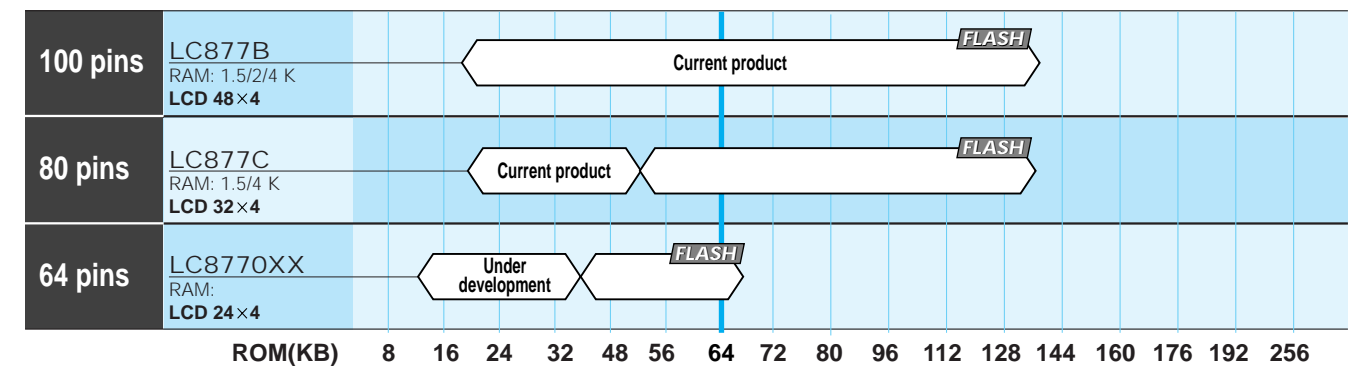 100 pins
LC877B
RAM: 1.5/2/4 K
LCD 48×4
Current product
FLASH
80 pins
LC877C
RAM: 1.5/4 K
LCD 32×4
Current product
FLASH
64 pins
LC8770XX
RAM:
LCD 24×4
Under
development
FLASH
ROM(KB) 8 16 24 32 48 56 64 72 80 96 112 128 144 160 176 192 256